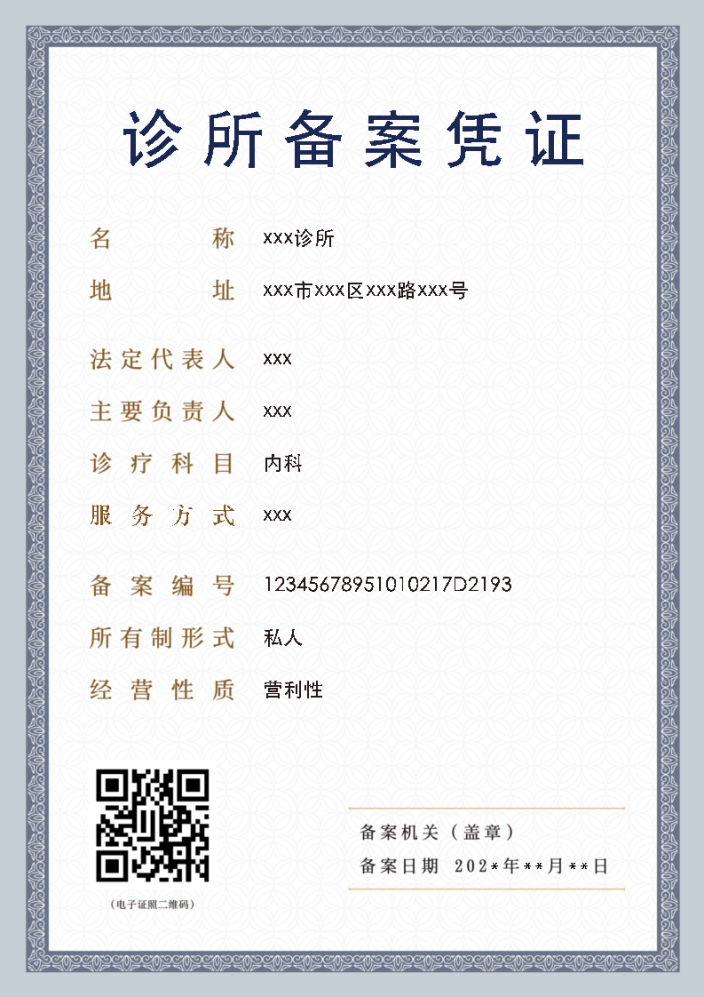 诊所备案凭证
名称 xxx诊所
地址 xxx市xxx区xxx路xxx号
法定代表人 xxx
主要负责人 xxx
诊疗科目 内科
服务方式 xxx
备案编号 12345678951010217D2193
所有制形式 私人
经营性质 营利性
备案机关（盖章）
备案日期 202*年**月**日
（电子证照二维码）